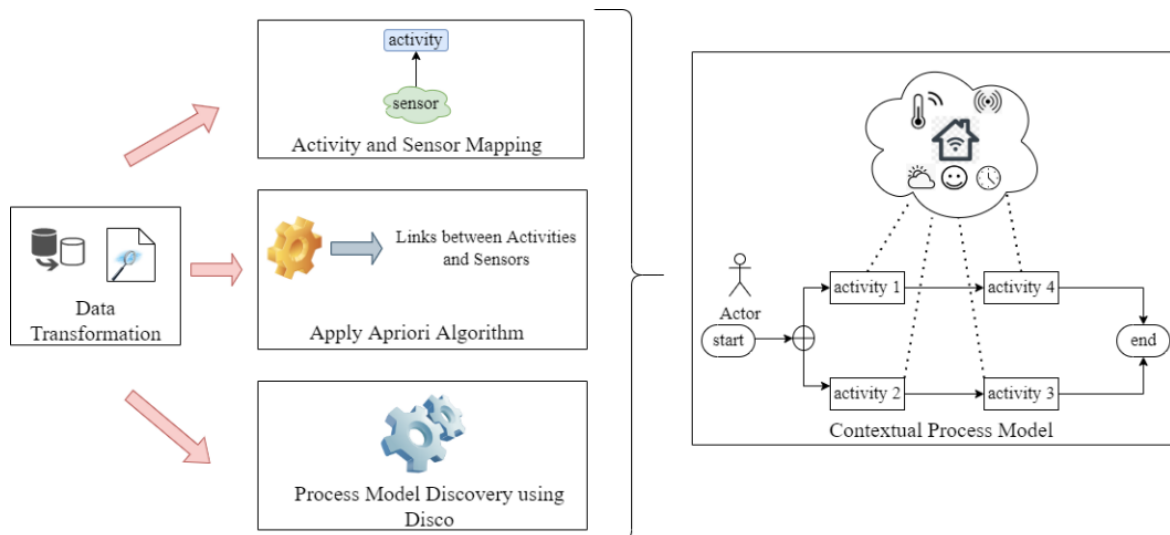 activity
sensor
Activity and Sensor Mapping
Data
Transformation
Links between Activities
and Sensors
Apply Apriori Algorithm
Process Model Discovery using
Disco
Actor
start
activity 1
activity 4
activity 2
activity 3
end
Contextual Process Model